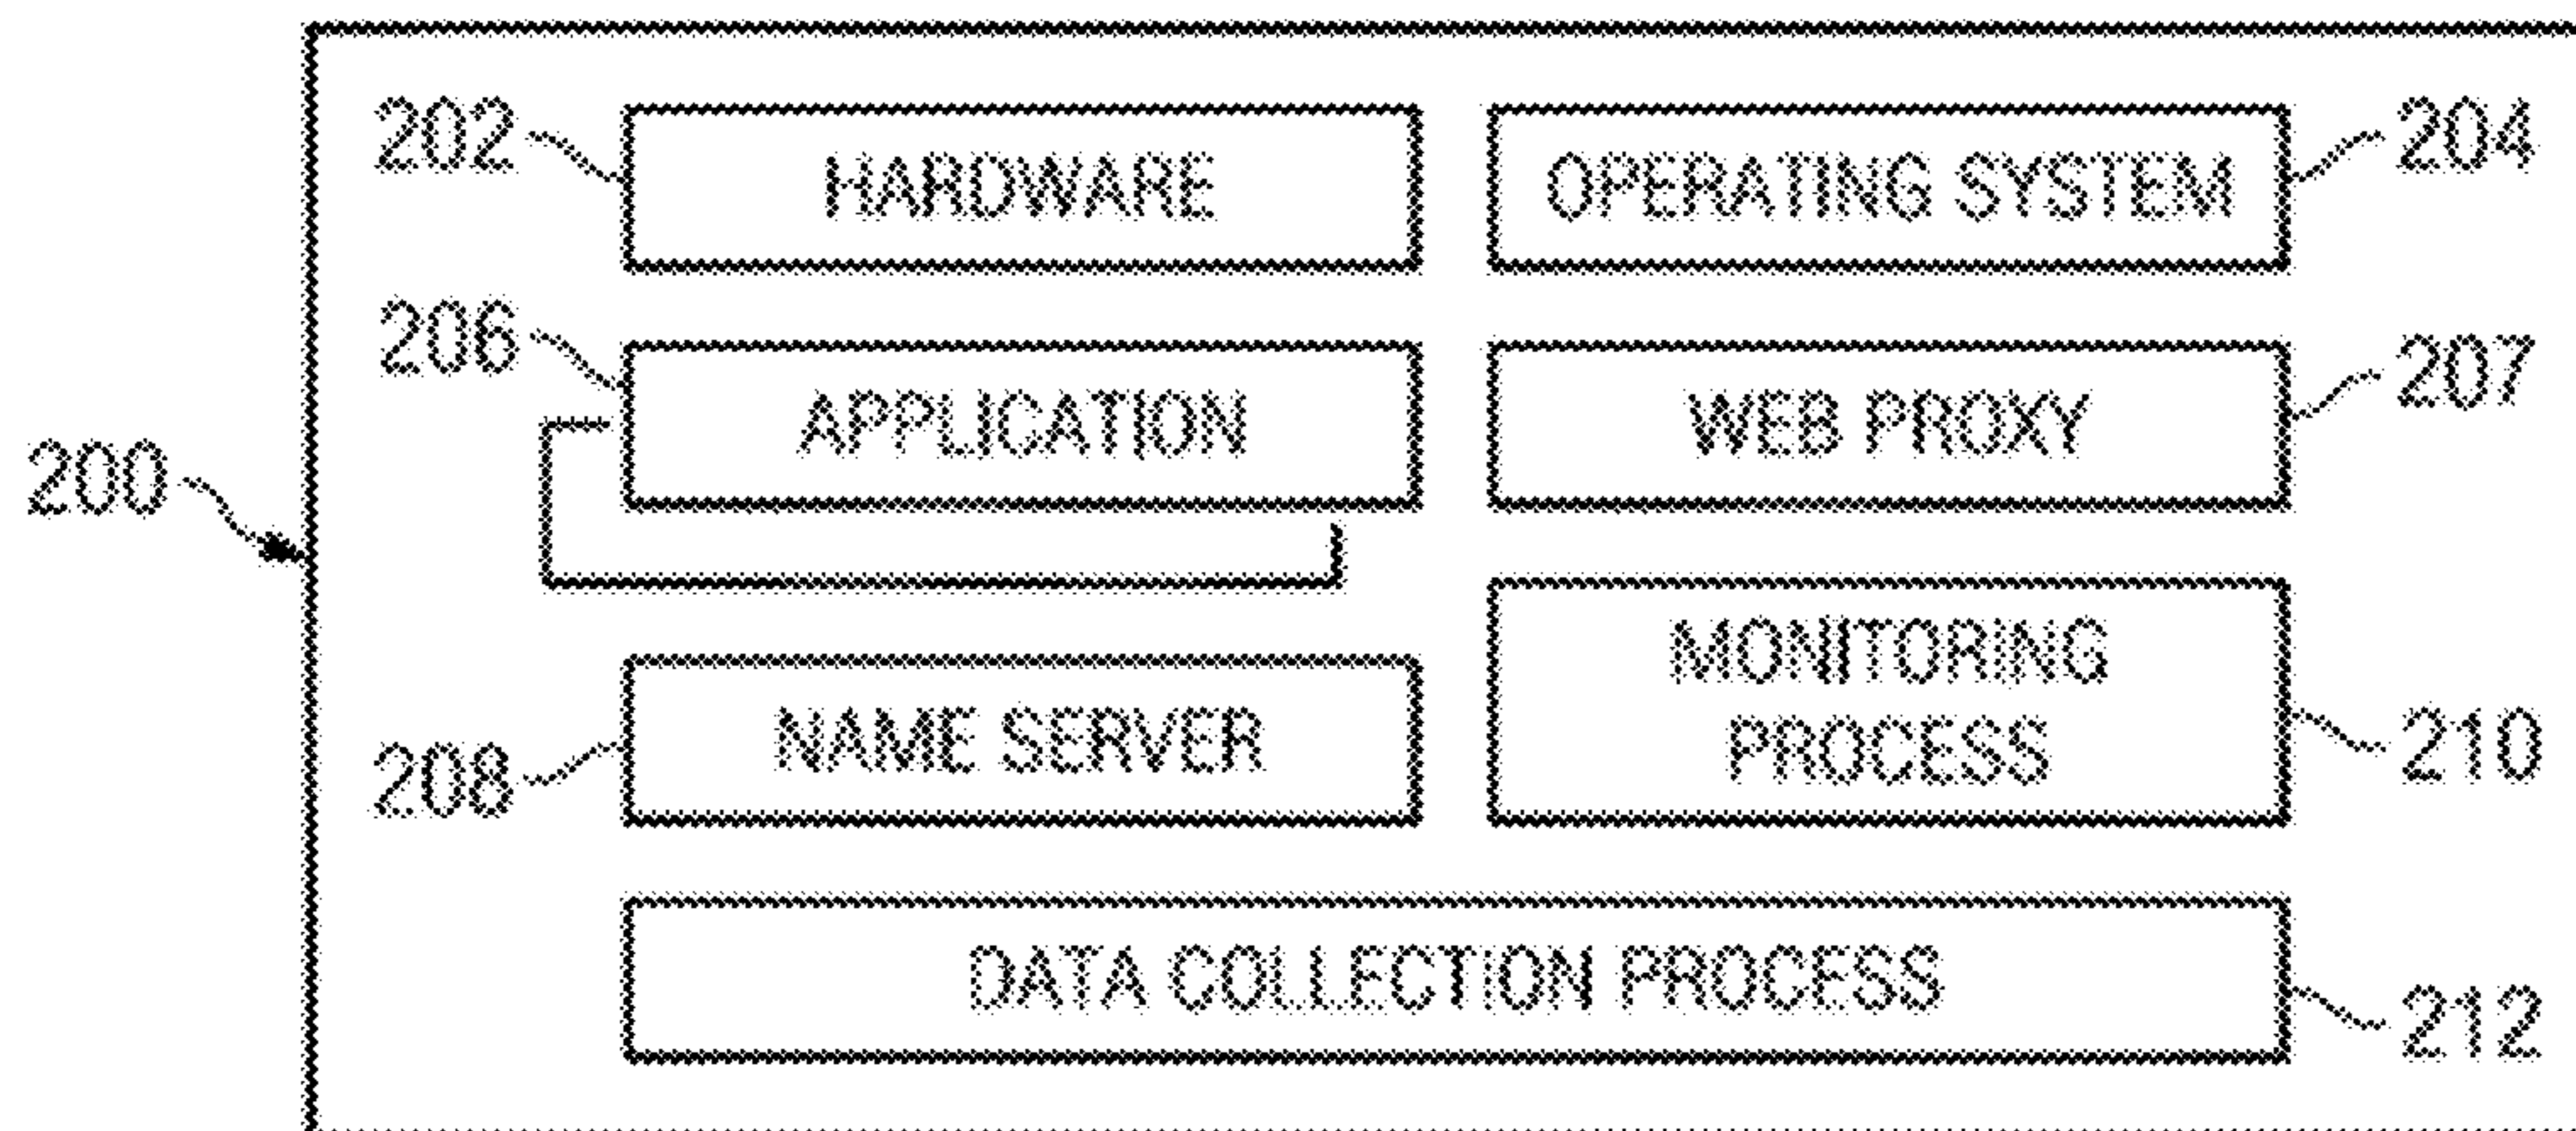 202 HARDWARE OPERATING SYSTEM 204
206 APPLICATION WEB PROXY 207
200
208 NAME SERVER MONITORING
PROCESS 210
DATA COLLECTION PROCESS 212